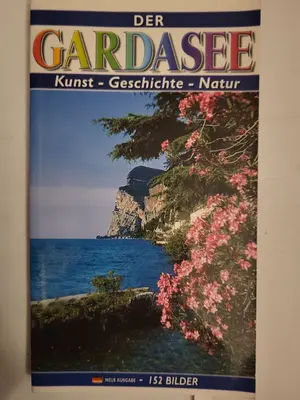 DER
GARDASEE
Kunst - Geschichte - Natur
NEUE AUSGABE - 152 BILDER